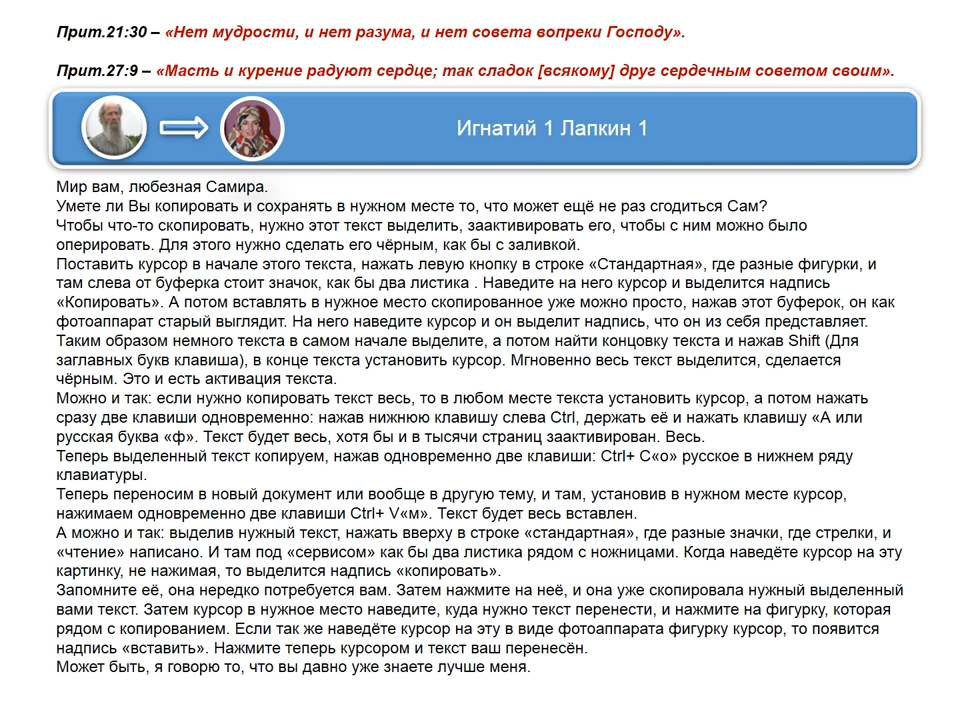 Прит.21:30 – «Нет мудрости, и нет разума, и нет совета вопреки Господу».
Прит.27:9 – «Масть и курение радуют сердце; так сладок [всякому] друг сердечным советом своим».
Игнатий 1 Лапкин 1
Мир вам, любезная Самира.
Умете ли Вы копировать и сохранять в нужном месте то, что может ещё не раз сгодиться Сам?
Чтобы что-то скопировать, нужно этот текст выделить, заактивировать его, чтобы с ним можно было
оперировать. Для этого нужно сделать его чёрным, как бы с заливкой.
Поставить курсор в начале этого текста, нажать левую кнопку в строке «Стандартная», где разные фигурки, и
там слева от буферка стоит значок, как бы два листика . Наведите на него курсор и выделится надпись
«Копировать». А потом вставлять в нужное место скопированное уже можно просто, нажав этот буферок, он как
фотоаппарат старый выглядит. На него наведите курсор и он выделит надпись, что он из себя представляет.
Таким образом немного текста в самом начале выделите, а потом найти концовку текста и нажав Shift (Для
заглавных букв клавиша), в конце текста установить курсор. Мгновенно весь текст выделится, сделается
чёрным. Это и есть активация текста.
Можно и так: если нужно копировать текст весь, то в любом месте текста установить курсор, а потом нажать
сразу две клавиши одновременно: нажав нижнюю клавишу слева Ctrl, держать её и нажать клавишу «А или
русская буква «ф». Текст будет весь, хотя бы и в тысячи страниц заактивирован. Весь.
Теперь выделенный текст копируем, нажав одновременно две клавиши: Ctrl+ C«о» русское в нижнем ряду
клавиатуры.
Теперь переносим в новый документ или вообще в другую тему, и там, установив в нужном месте курсор,
нажимаем одновременно две клавиши Ctrl+ V«м». Текст будет весь вставлен.
А можно и так: выделив нужный текст, нажать вверху в строке «стандартная», где разные значки, где стрелки, и
«чтение» написано. И там под «сервисом» как бы два листика рядом с ножницами. Когда наведёте курсор на эту
картинку, не нажимая, то выделится надпись «копировать».
Запомните её, она нередко потребуется вам. Затем нажмите на неё, и она уже скопировала нужный выделенный
вами текст. Затем курсор в нужное место наведите, куда нужно текст перенести, и нажмите на фигурку, которая
рядом с копированием. Если так же наведёте курсор на эту в виде фотоаппарата фигурку курсор, то появится
надпись «вставить». Нажмите теперь курсором и текст ваш перенесён.
Может быть, я говорю то, что вы давно уже знаете лучше меня.